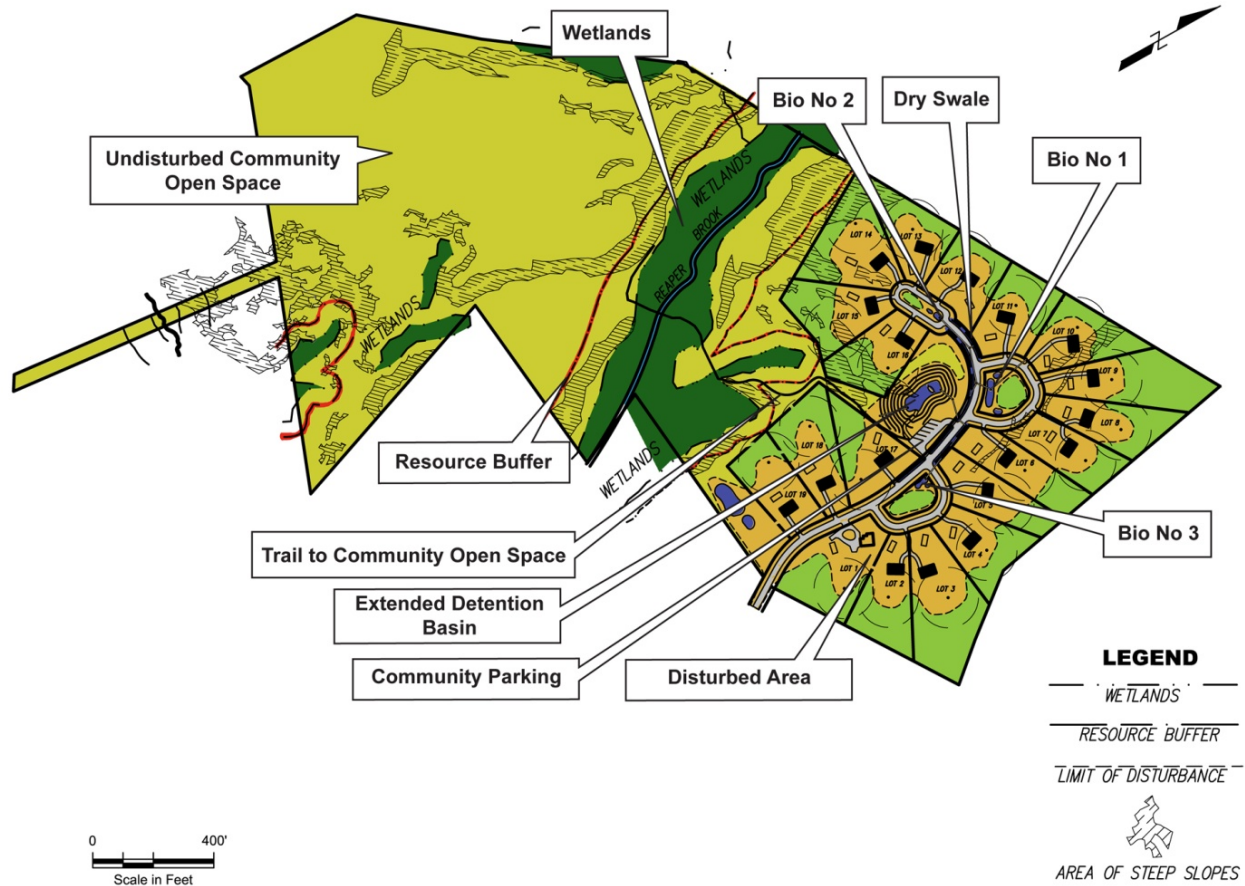 Wetlands
Bio No 2
Dry Swale
Bio No 1
Undisturbed Community
Open Space
WETLANDS
REAPER BROOK
WETLANDS
WETLANDS
LOT 14
LOT 13
LOT 12
LOT 11
LOT 10
LOT 9
LOT 8
LOT 7
LOT 6
LOT 5
LOT 4
LOT 3
LOT 2
LOT 1
LOT 15
LOT 16
LOT 17
LOT 18
LOT 19
Resource Buffer
Trail to Community Open Space
Bio No 3
Extended Detention
Basin
Community Parking
Disturbed Area
LEGEND
WETLANDS
RESOURCE BUFFER
LIMIT OF DISTURBANCE
AREA OF STEEP SLOPES
0 400'
Scale in Feet